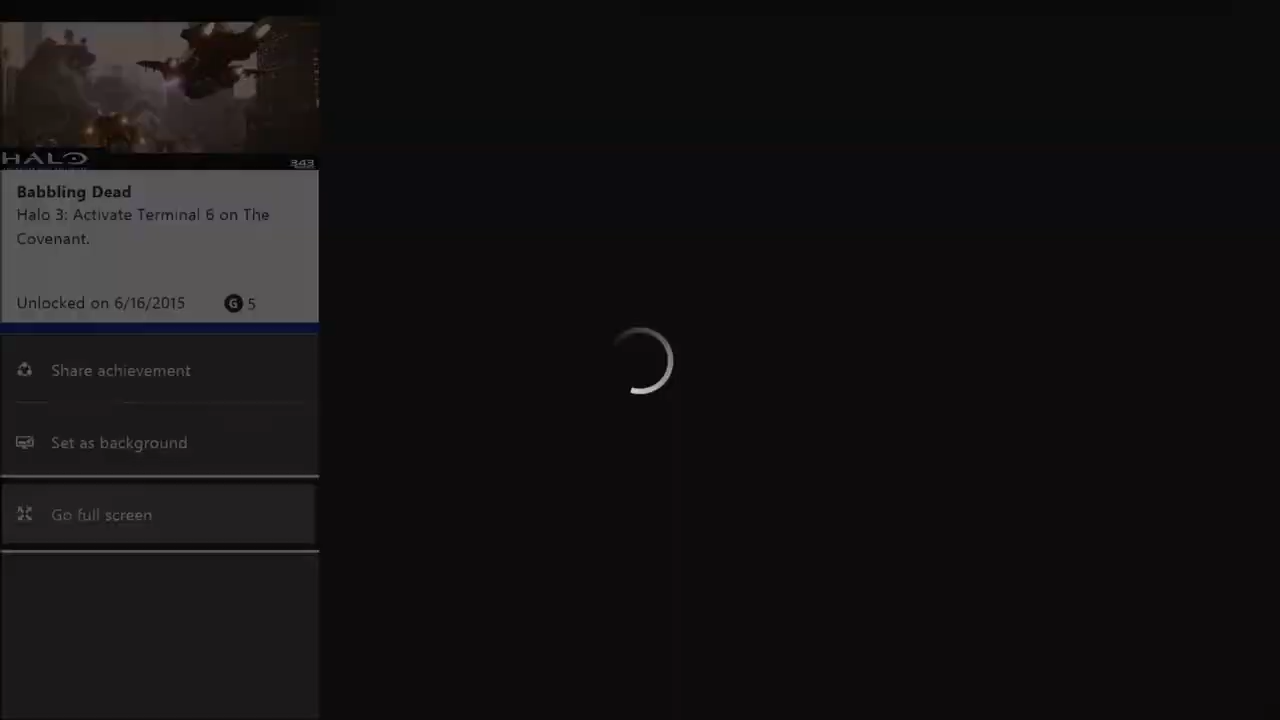 HALO
343
Babbling Dead
Halo 3: Activate Terminal 6 on The
Covenant.
Unlocked on 6/16/2015 G 5
Share achievement
Set as background
Go full screen